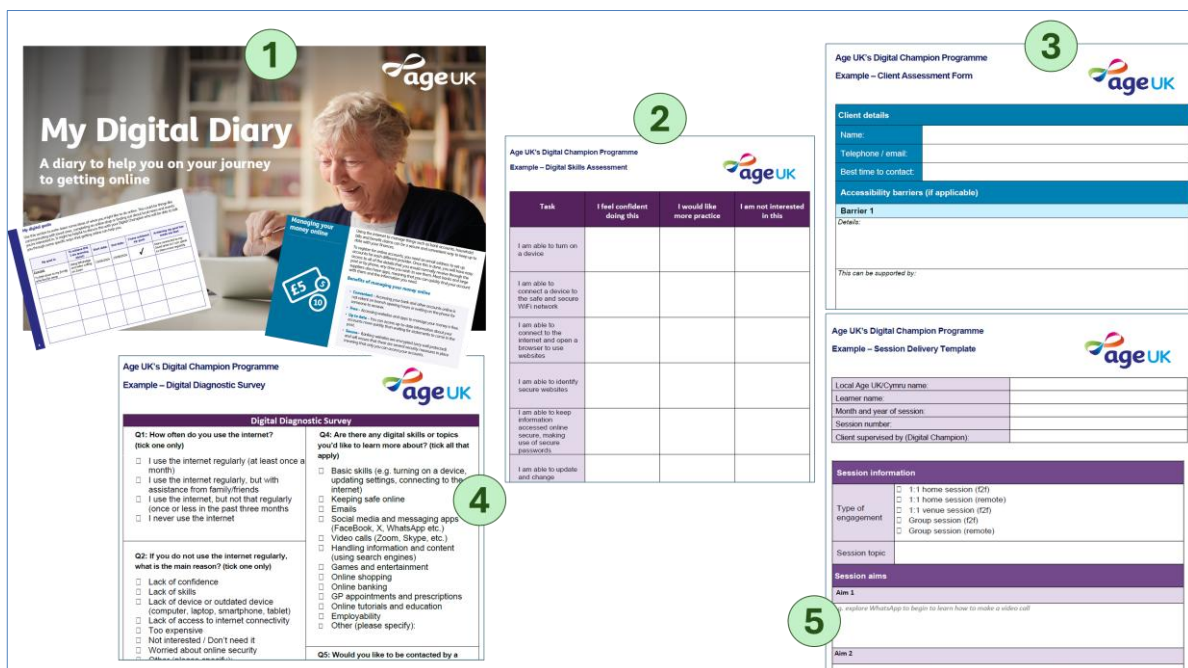 1
age UK
My Digital Diary
A diary to help you on your journey
to getting online
My digital goals
Managing your
money online
£5
10
Benefits of managing your money online
2
Age UK's Digital Champion Programme
Example – Digital Skills Assessment
age UK
Task
I feel confident
doing this
I would like
more practice
I am not interested
in this
I am able to turn on
a device
I am able to
connect a device to
the safe and secure
WiFi network
I am able to
connect to the
internet and open a
browser to use
websites
I am able to identify
secure websites
I am able to keep
information
accessed online
secure, making
use of secure
passwords
I am able to update
and change
3
Age UK's Digital Champion Programme
Example – Client Assessment Form
age UK
Client details
Name:
Telephone / email:
Best time to contact:
Accessibility barriers (if applicable)
Barrier 1
Details:
This can be supported by:
Age UK's Digital Champion Programme
Example – Digital Diagnostic Survey
age UK
Digital Diagnostic Survey
Q1: How often do you use the internet?
(tick one only)
I use the internet regularly (at least once a
month)
I use the internet regularly, but with
assistance from family/friends
I use the internet, but not that regularly
(once or less in the past three months
I never use the internet
Q2: If you do not use the internet regularly,
what is the main reason? (tick one only)
Lack of confidence
Lack of skills
Lack of device or outdated device
(computer, laptop, smartphone, tablet)
Lack of access to internet connectivity
Too expensive
Not interested / Don't need it
Worried about online security
Other (please specify):
Q4: Are there any digital skills or topics
you'd like to learn more about? (tick all that
apply)
Basic skills (e.g. turning on a device,
updating settings, connecting to the
internet)
Keeping safe online
Emails
Social media and messaging apps
(FaceBook, X, WhatsApp etc.)
Video calls (Zoom, Skype, etc.)
Handling information and content
(using search engines)
Games and entertainment
Online shopping
Online banking
GP appointments and prescriptions
Online tutorials and education
Employability
Other (please specify):
Q5: Would you like to be contacted by a
4
Age UK's Digital Champion Programme
Example – Session Delivery Template
age UK
Local Age UK/Cymru name:
Learner name:
Month and year of session:
Session number:
Client supervised by (Digital Champion):
Session information
Type of
engagement
1:1 home session (f2f)
1:1 home session (remote)
1:1 venue session (f2f)
Group session (f2f)
Group session (remote)
Session topic
Session aims
Aim 1
explore WhatsApp to begin to learn how to make a video call
5
Aim 2